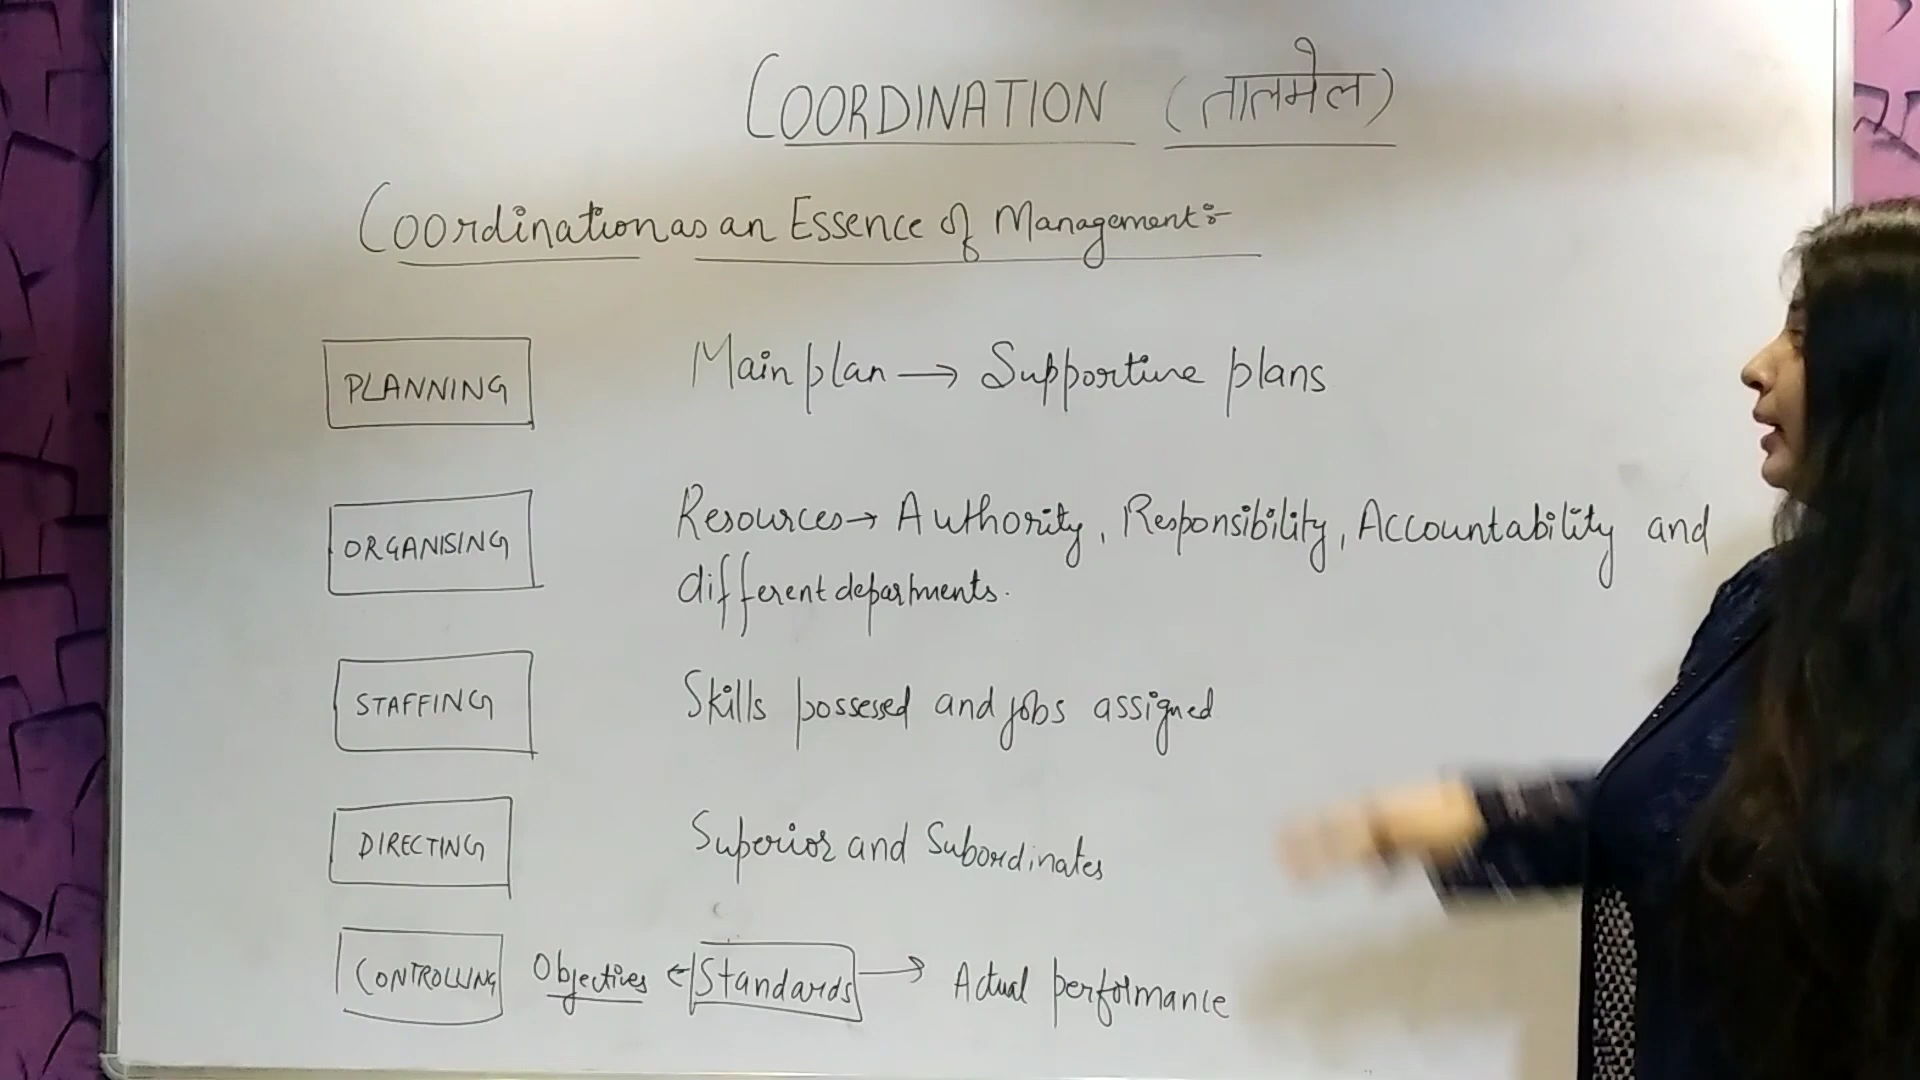 COORDINATION (तालमेल)
Coordination as an Essence of Management:-
PLANNING Main plan → Supportive plans
ORGANISING Resources → Authority, Responsibility, Accountability and
different departments.
STAFFING Skills possessed and jobs assigned
DIRECTING Superior and Subordinates
CONTROLLING Objectives ← Standards → Actual performance